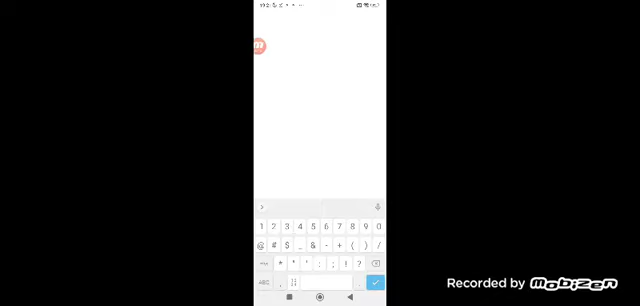 1 2 3 4 5 6 7 8 9 0
@ # $ _ & - + ( ) /
* " ' : ; ! ?
ABC , .
Recorded by mobizen